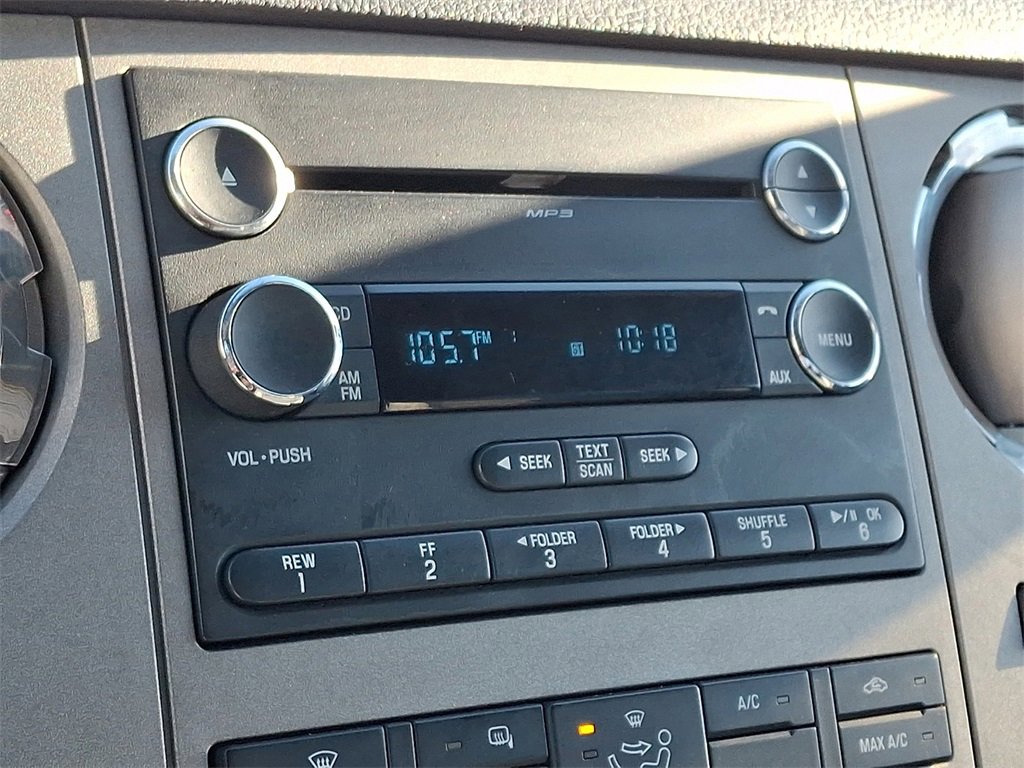 MP3
CD
105.7 FM 1
ST
10:18
MENU
AM
FM
AUX
VOL•PUSH
◄ SEEK
TEXT
SCAN
SEEK ►
REW
1
FF
2
◄FOLDER
3
FOLDER►
4
SHUFFLE
5
►/II OK
6
A/C
MAX A/C